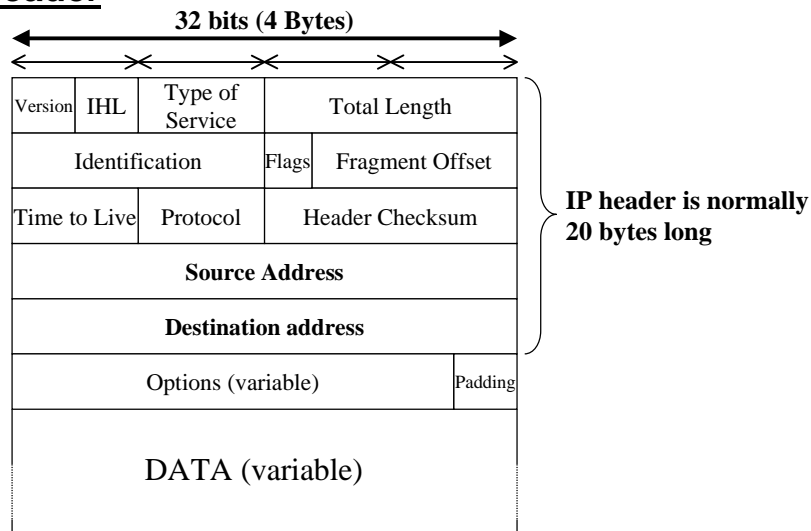 32 bits (4 Bytes)
Version IHL Type of Service Total Length
Identification Flags Fragment Offset
Time to Live Protocol Header Checksum
Source Address
Destination address
Options (variable) Padding
DATA (variable)
IP header is normally
20 bytes long